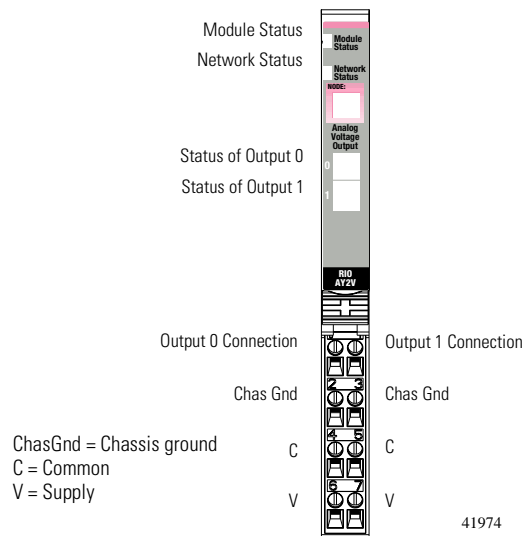 Module Status
Network Status
Module
Status
Network
Status
NODE:
Analog
Voltage
Output
Status of Output 0
0
Status of Output 1
1
RIO
AY2V
Output 0 Connection
Output 1 Connection
2 3
Chas Gnd
Chas Gnd
4 5
ChasGnd = Chassis ground
C = Common
V = Supply
C
C
6 7
V
V
41974